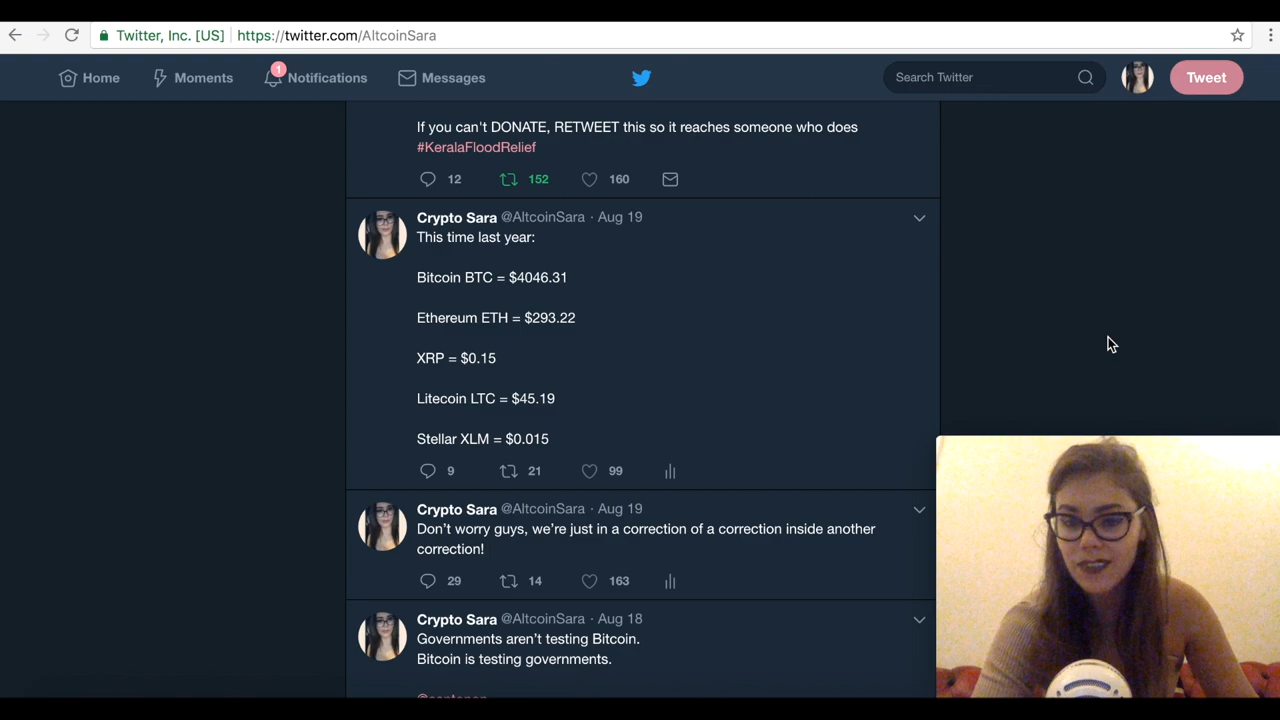 Twitter, Inc. [US] https://twitter.com/AltcoinSara
Home Moments 1 Notifications Messages Search Twitter Tweet
If you can't DONATE, RETWEET this so it reaches someone who does
#KeralaFloodRelief
12 152 160
Crypto Sara @AltcoinSara · Aug 19
This time last year:
Bitcoin BTC = $4046.31
Ethereum ETH = $293.22
XRP = $0.15
Litecoin LTC = $45.19
Stellar XLM = $0.015
9 21 99
Crypto Sara @AltcoinSara · Aug 19
Don’t worry guys, we’re just in a correction of a correction inside another
correction!
29 14 163
Crypto Sara @AltcoinSara · Aug 18
Governments aren’t testing Bitcoin.
Bitcoin is testing governments.